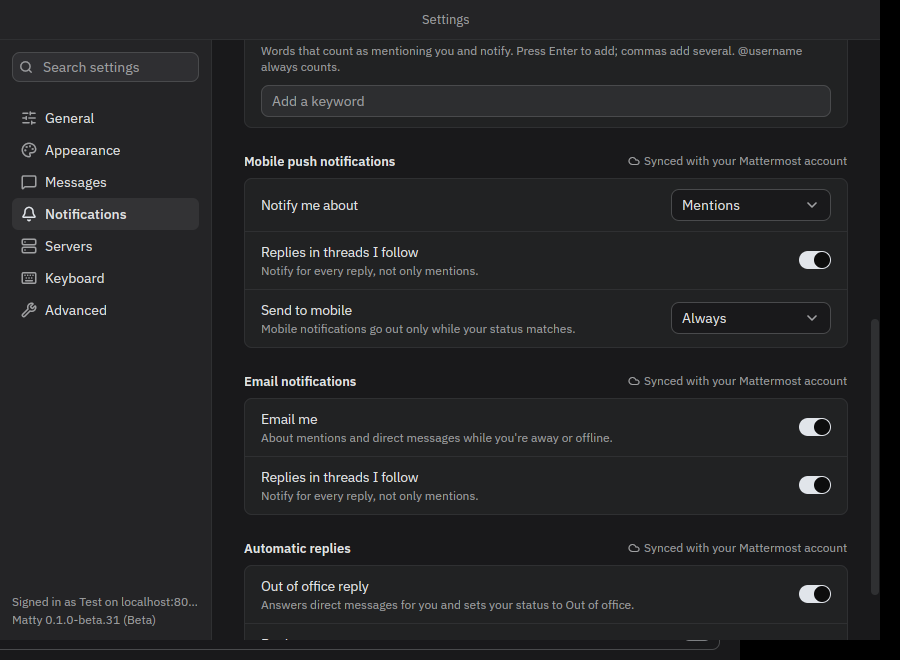 Settings
Search settings
General
Appearance
Messages
Notifications
Servers
Keyboard
Advanced
Signed in as Test on localhost:80...
Matty 0.1.0-beta.31 (Beta)
Words that count as mentioning you and notify. Press Enter to add; commas add several. @username
always counts.
Add a keyword
Mobile push notifications
Synced with your Mattermost account
Notify me about
Mentions
Replies in threads I follow
Notify for every reply, not only mentions.
Send to mobile
Mobile notifications go out only while your status matches.
Always
Email notifications
Synced with your Mattermost account
Email me
About mentions and direct messages while you're away or offline.
Replies in threads I follow
Notify for every reply, not only mentions.
Automatic replies
Synced with your Mattermost account
Out of office reply
Answers direct messages for you and sets your status to Out of office.